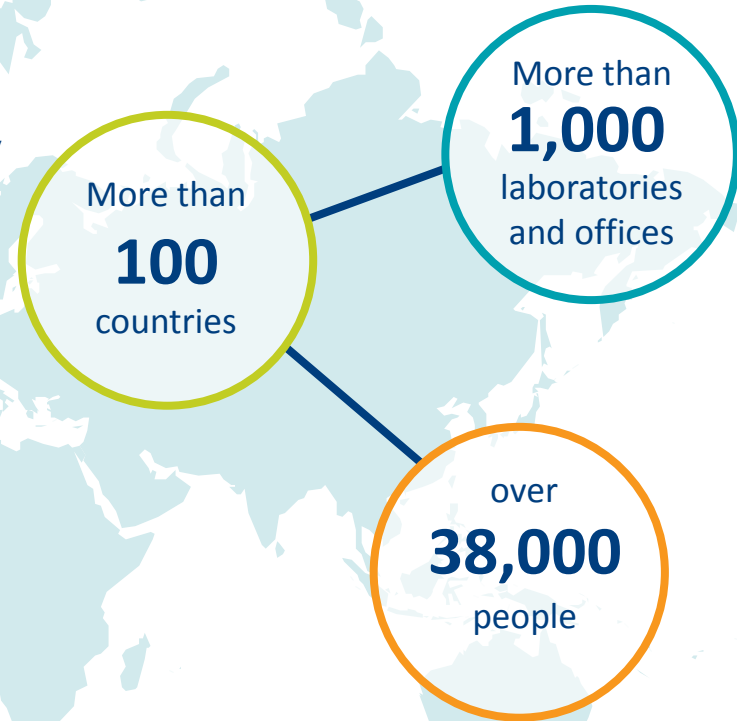 More than
100
countries
More than
1,000
laboratories
and offices
over
38,000
people